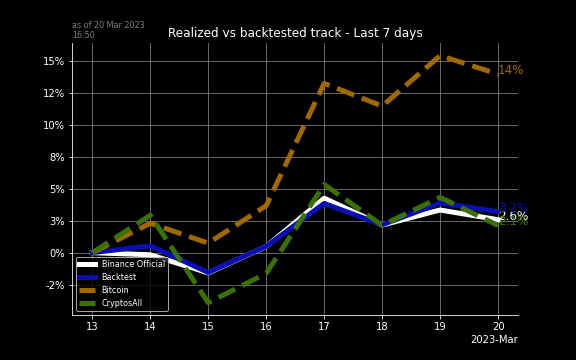 as of 20 Mar 2023
16:50
Realized vs backtested track - Last 7 days
15%
12%
10%
8%
5%
3%
0%
-2%
14%
3.2%
2.6%
2.1%
Binance Official
Backtest
Bitcoin
CryptosAll
13 14 15 16 17 18 19 20
2023-Mar